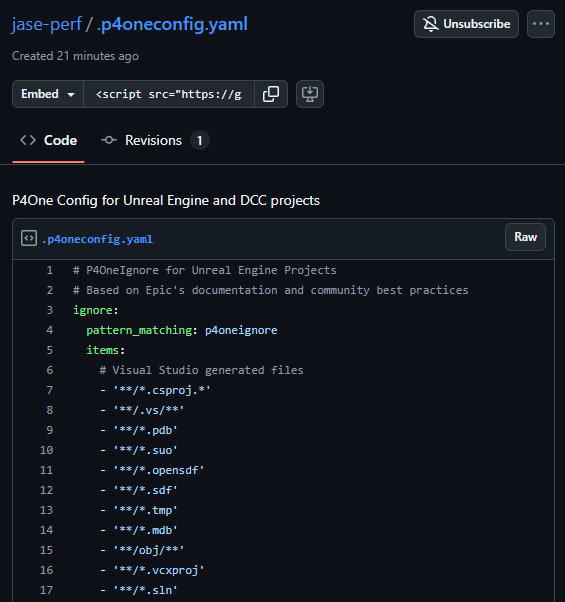 jase-perf / .p4oneconfig.yaml
Unsubscribe
Created 21 minutes ago
Embed
<script src="https://g
Code
Revisions 1
P4One Config for Unreal Engine and DCC projects
.p4oneconfig.yaml
Raw
1 # P4OneIgnore for Unreal Engine Projects
2 # Based on Epic's documentation and community best practices
3 ignore:
4 pattern_matching: p4oneignore
5 items:
6 # Visual Studio generated files
7 - '**/*.csproj.*'
8 - '**/.vs/**'
9 - '**/*.pdb'
10 - '**/*.suo'
11 - '**/*.opensdf'
12 - '**/*.sdf'
13 - '**/*.tmp'
14 - '**/*.mdb'
15 - '**/obj/**'
16 - '**/*.vcxproj'
17 - '**/*.sln'